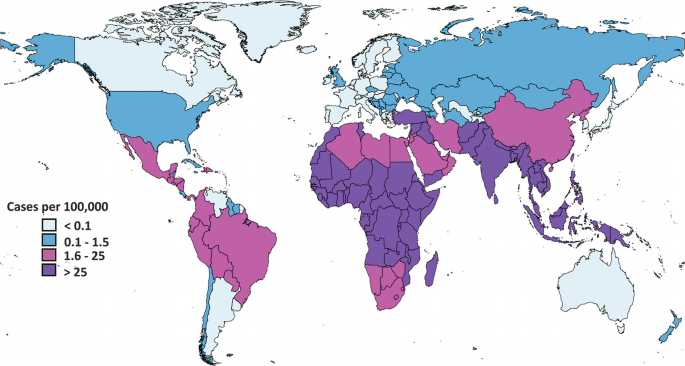 Cases per 100,000
< 0.1
0.1 - 1.5
1.6 - 25
> 25